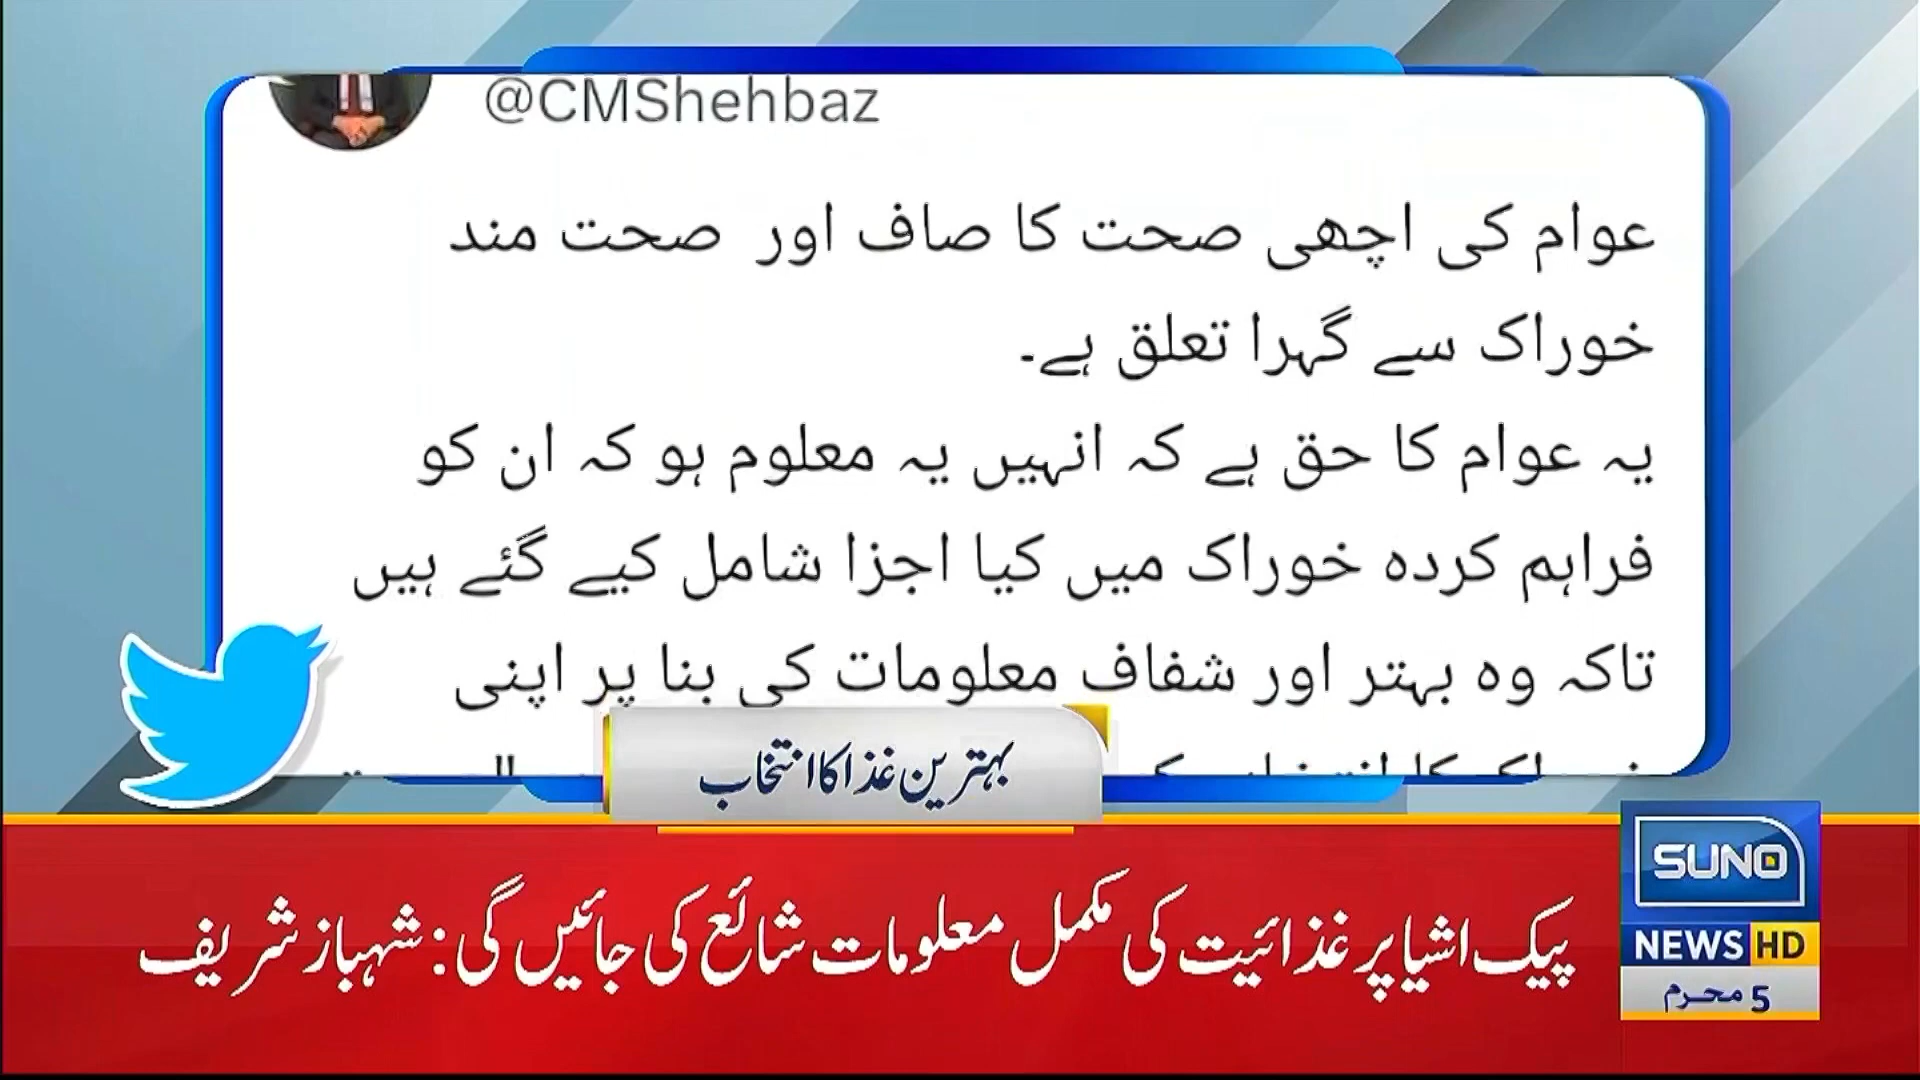 @CMShehbaz
عوام کی اچھی صحت کا صاف اور صحت مند
خوراک سے گہرا تعلق ہے۔
یہ عوام کا حق ہے کہ انہیں یہ معلوم ہو کہ ان کو
فراہم کردہ خوراک میں کیا اجزا شامل کیے گئے ہیں
تاکہ وہ بہتر اور شفاف معلومات کی بنا پر اپنی
بہترین غذا کا انتخاب
پیک اشیا پر غذائیت کی مکمل معلومات شائع کی جائیں گی: شہباز شریف
SUNO
NEWS HD
5 محرم